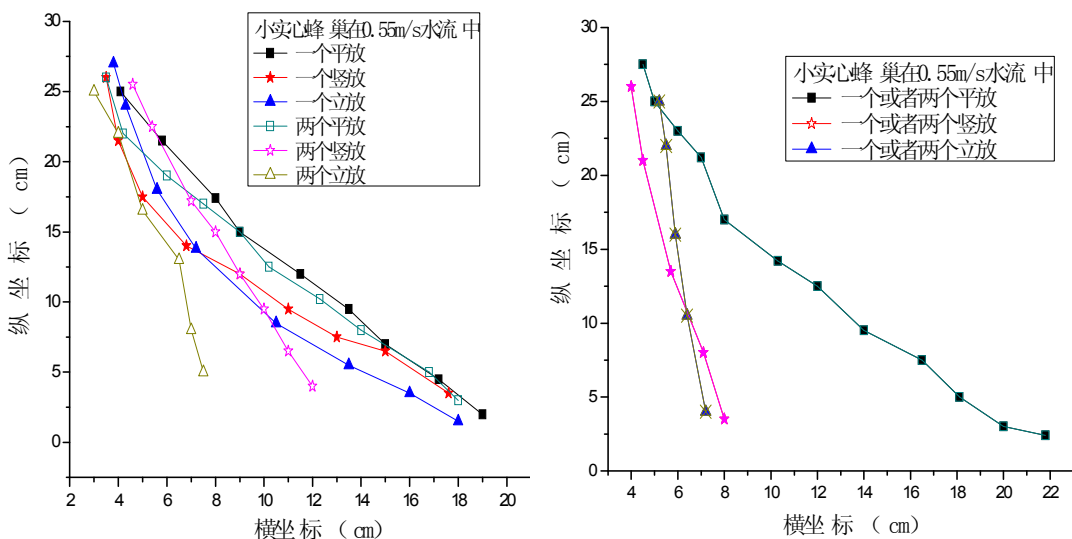 小实心蜂 巢在0.55m/s水流 中
一个平放
一个竖放
一个立放
两个平放
两个竖放
两个立放
30
25
20
15
10
5
0
纵 坐 标 （ cm）
2 4 6 8 10 12 14 16 18 20
横坐 标 （ cm）
小实心蜂 巢在0.55m/s水流 中
一个或者两个平放
一个或者两个竖放
一个或者两个立放
30
25
20
15
10
5
0
纵 坐 标 （ cm）
4 6 8 10 12 14 16 18 20 22
横坐 标 （ cm）